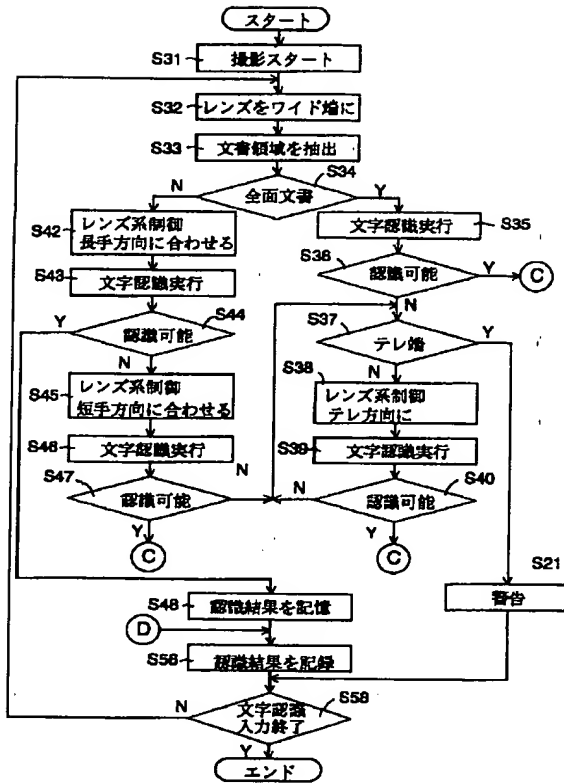 スタート
S31
撮影スタート
S32
レンズをワイド端に
S33
文書領域を抽出
S34
N
全面文書
Y
S42
レンズ系制御
長手方向に合わせる
文字認識実行
S35
S43
文字認識実行
S36
認識可能
Y
C
N
Y
認識可能
S44
S37
テレ端
Y
N
N
S45
レンズ系制御
短手方向に合わせる
S38
レンズ系制御
テレ方向に
S46
文字認識実行
S39
文字認識実行
N
S47
認識可能
N
認識可能
S40
Y
Y
C
C
S21
警告
S48
認識結果を記憶
D
S56
認識結果を記録
N
文字認識
入力終了
S58
Y
エンド